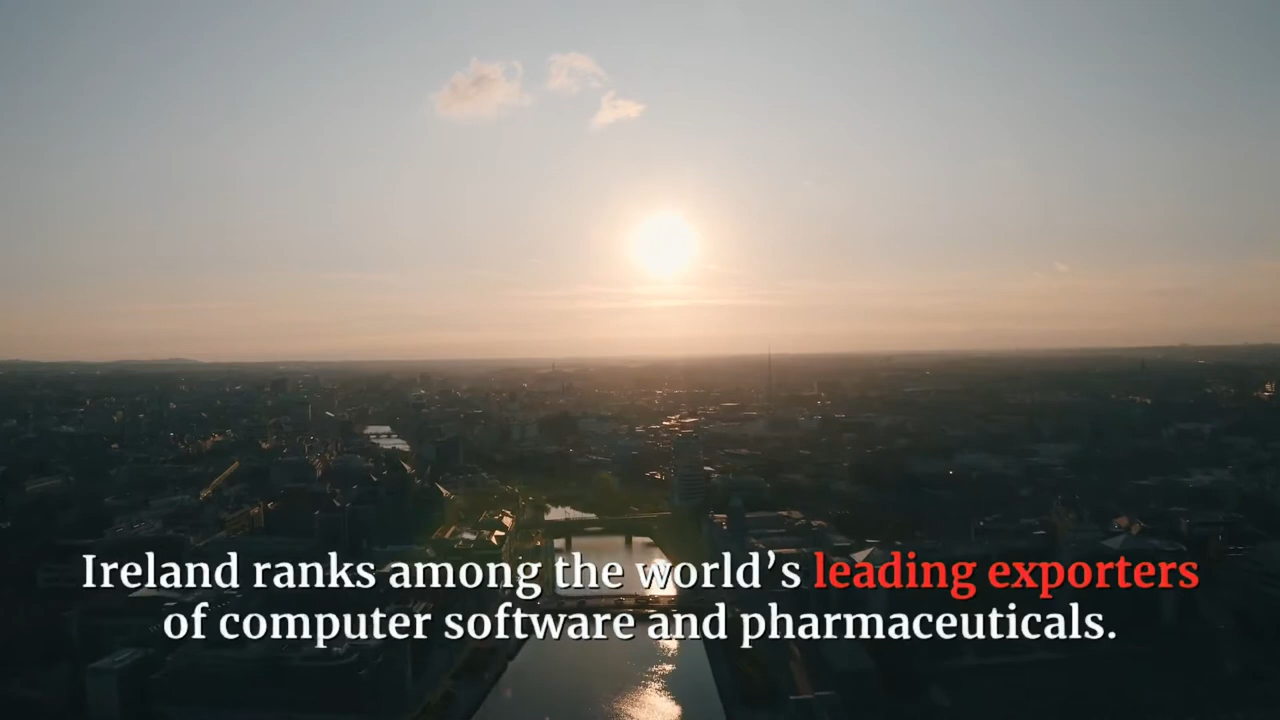 Ireland ranks among the world’s leading exporters
of computer software and pharmaceuticals.